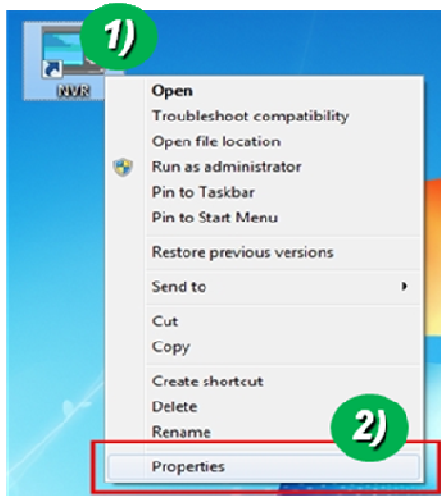 1)
NVR
Open
Troubleshoot compatibility
Open file location
Run as administrator
Pin to Taskbar
Pin to Start Menu
Restore previous versions
Send to
Cut
Copy
Create shortcut
Delete
Rename
2)
Properties